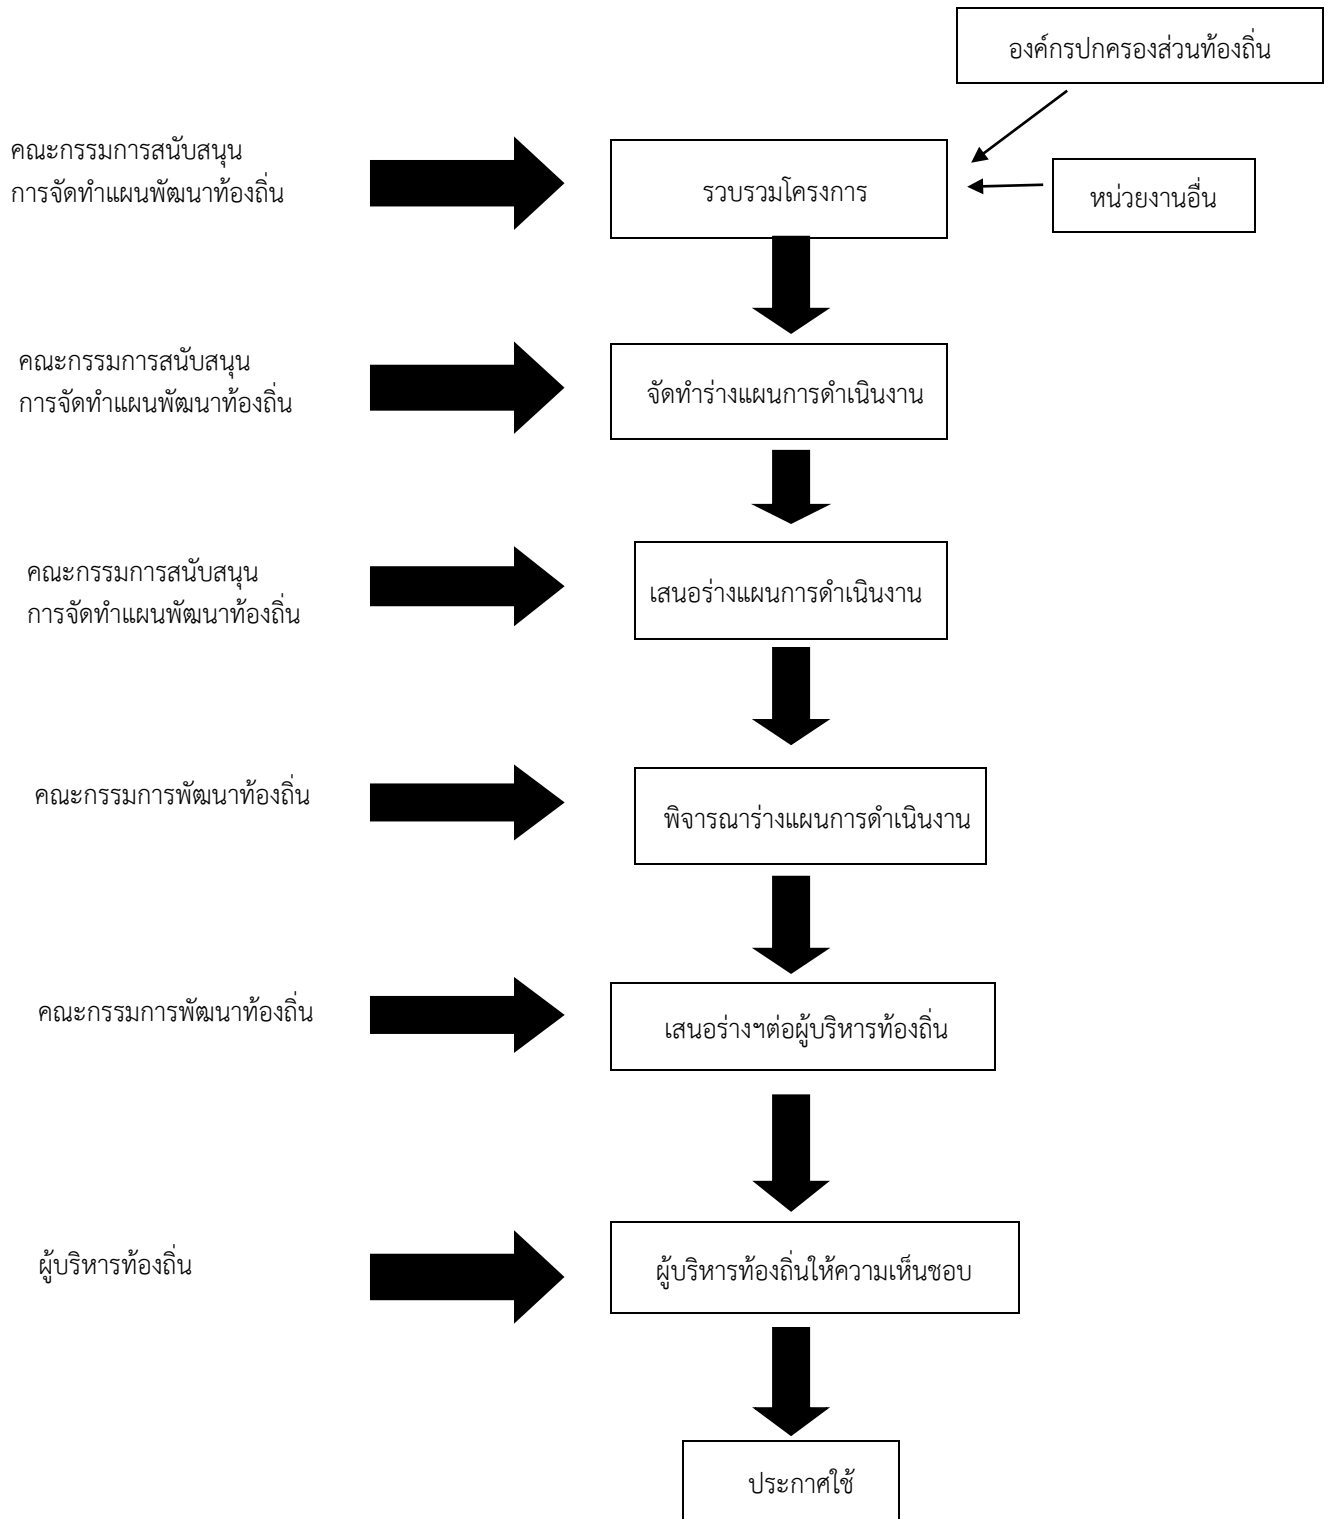 องค์กรปกครองส่วนท้องถิ่น
คณะกรรมการสนับสนุน
การจัดทำแผนพัฒนาท้องถิ่น
รวบรวมโครงการ
หน่วยงานอื่น
คณะกรรมการสนับสนุน
การจัดทำแผนพัฒนาท้องถิ่น
จัดทำร่างแผนการดำเนินงาน
คณะกรรมการสนับสนุน
การจัดทำแผนพัฒนาท้องถิ่น
เสนอร่างแผนการดำเนินงาน
คณะกรรมการพัฒนาท้องถิ่น
พิจารณาร่างแผนการดำเนินงาน
คณะกรรมการพัฒนาท้องถิ่น
เสนอร่างฯต่อผู้บริหารท้องถิ่น
ผู้บริหารท้องถิ่น
ผู้บริหารท้องถิ่นให้ความเห็นชอบ
ประกาศใช้